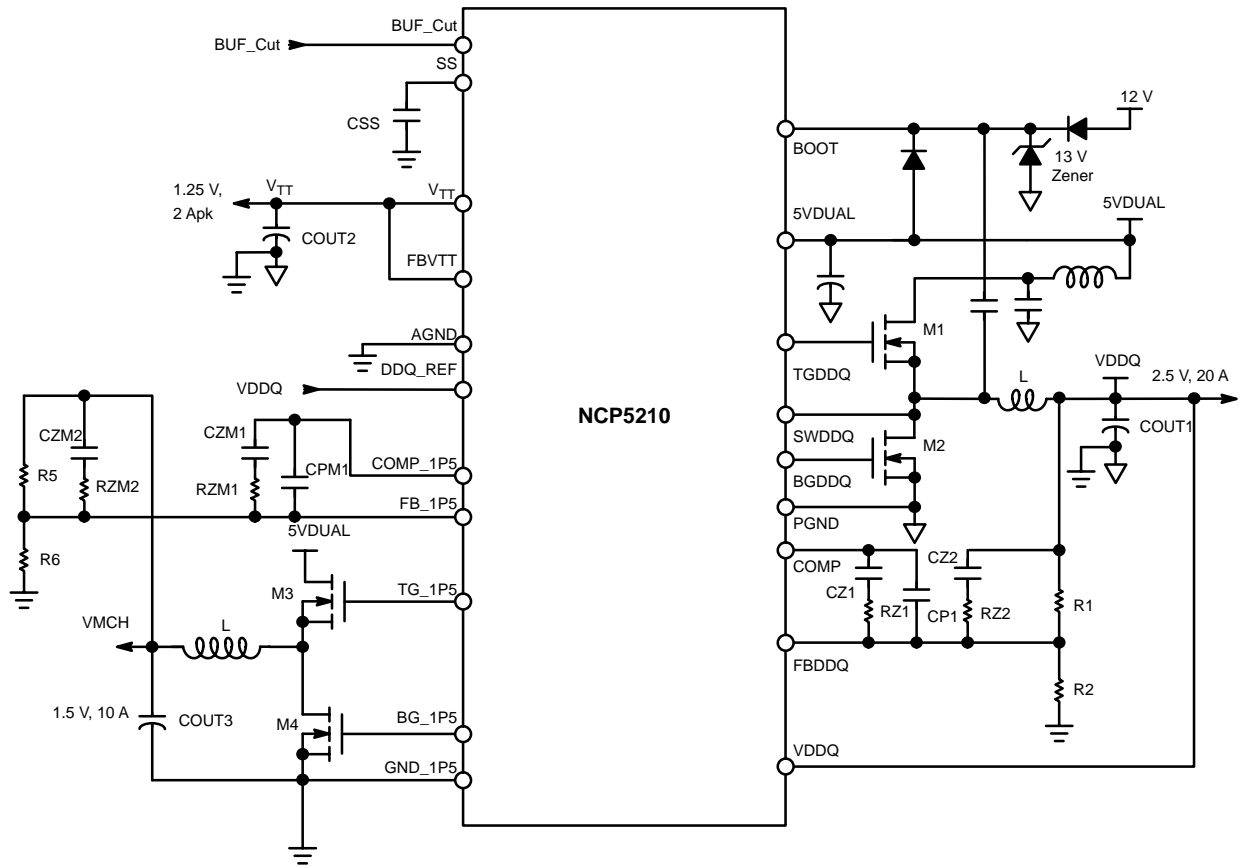 BUF_Cut
BUF_Cut
SS
CSS
1.25 V,
2 Apk
VTT
VTT
COUT2
FBVTT
AGND
DDQ_REF
VDDQ
CZM2
CZM1
CPM1
COMP_1P5
R5
RZM2
RZM1
FB_1P5
5VDUAL
R6
M3
TG_1P5
VMCH
L
1.5 V, 10 A
COUT3
M4
BG_1P5
GND_1P5
NCP5210
12 V
BOOT
13 V
Zener
5VDUAL
5VDUAL
M1
TGDDQ
L
VDDQ
2.5 V, 20 A
SWDDQ
COUT1
M2
BGDDQ
PGND
COMP
CZ2
CZ1
RZ1
CP1
RZ2
R1
FBDDQ
R2
VDDQ